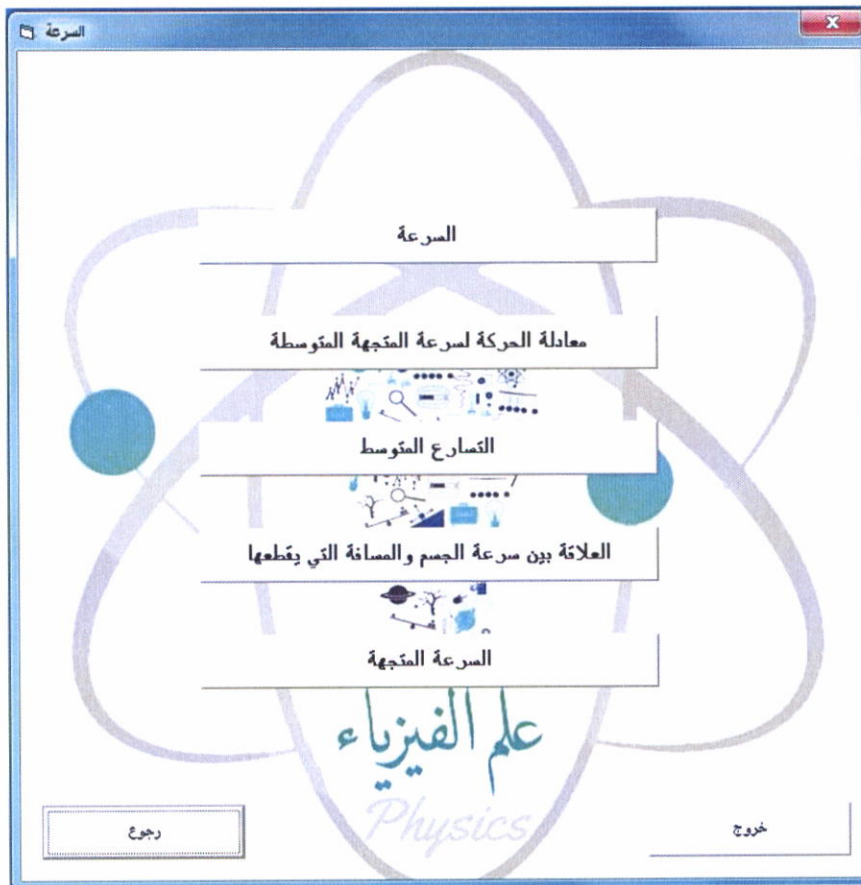 السرعة
السرعة
معادلة الحركة لسرعة المتجهة المتوسطة
التسارع المتوسط
العلاقة بين سرعة الجسم والمسافة التي يقطعها
السرعة المتجهة
علم الفيزياء
Physics
خروج
رجوع